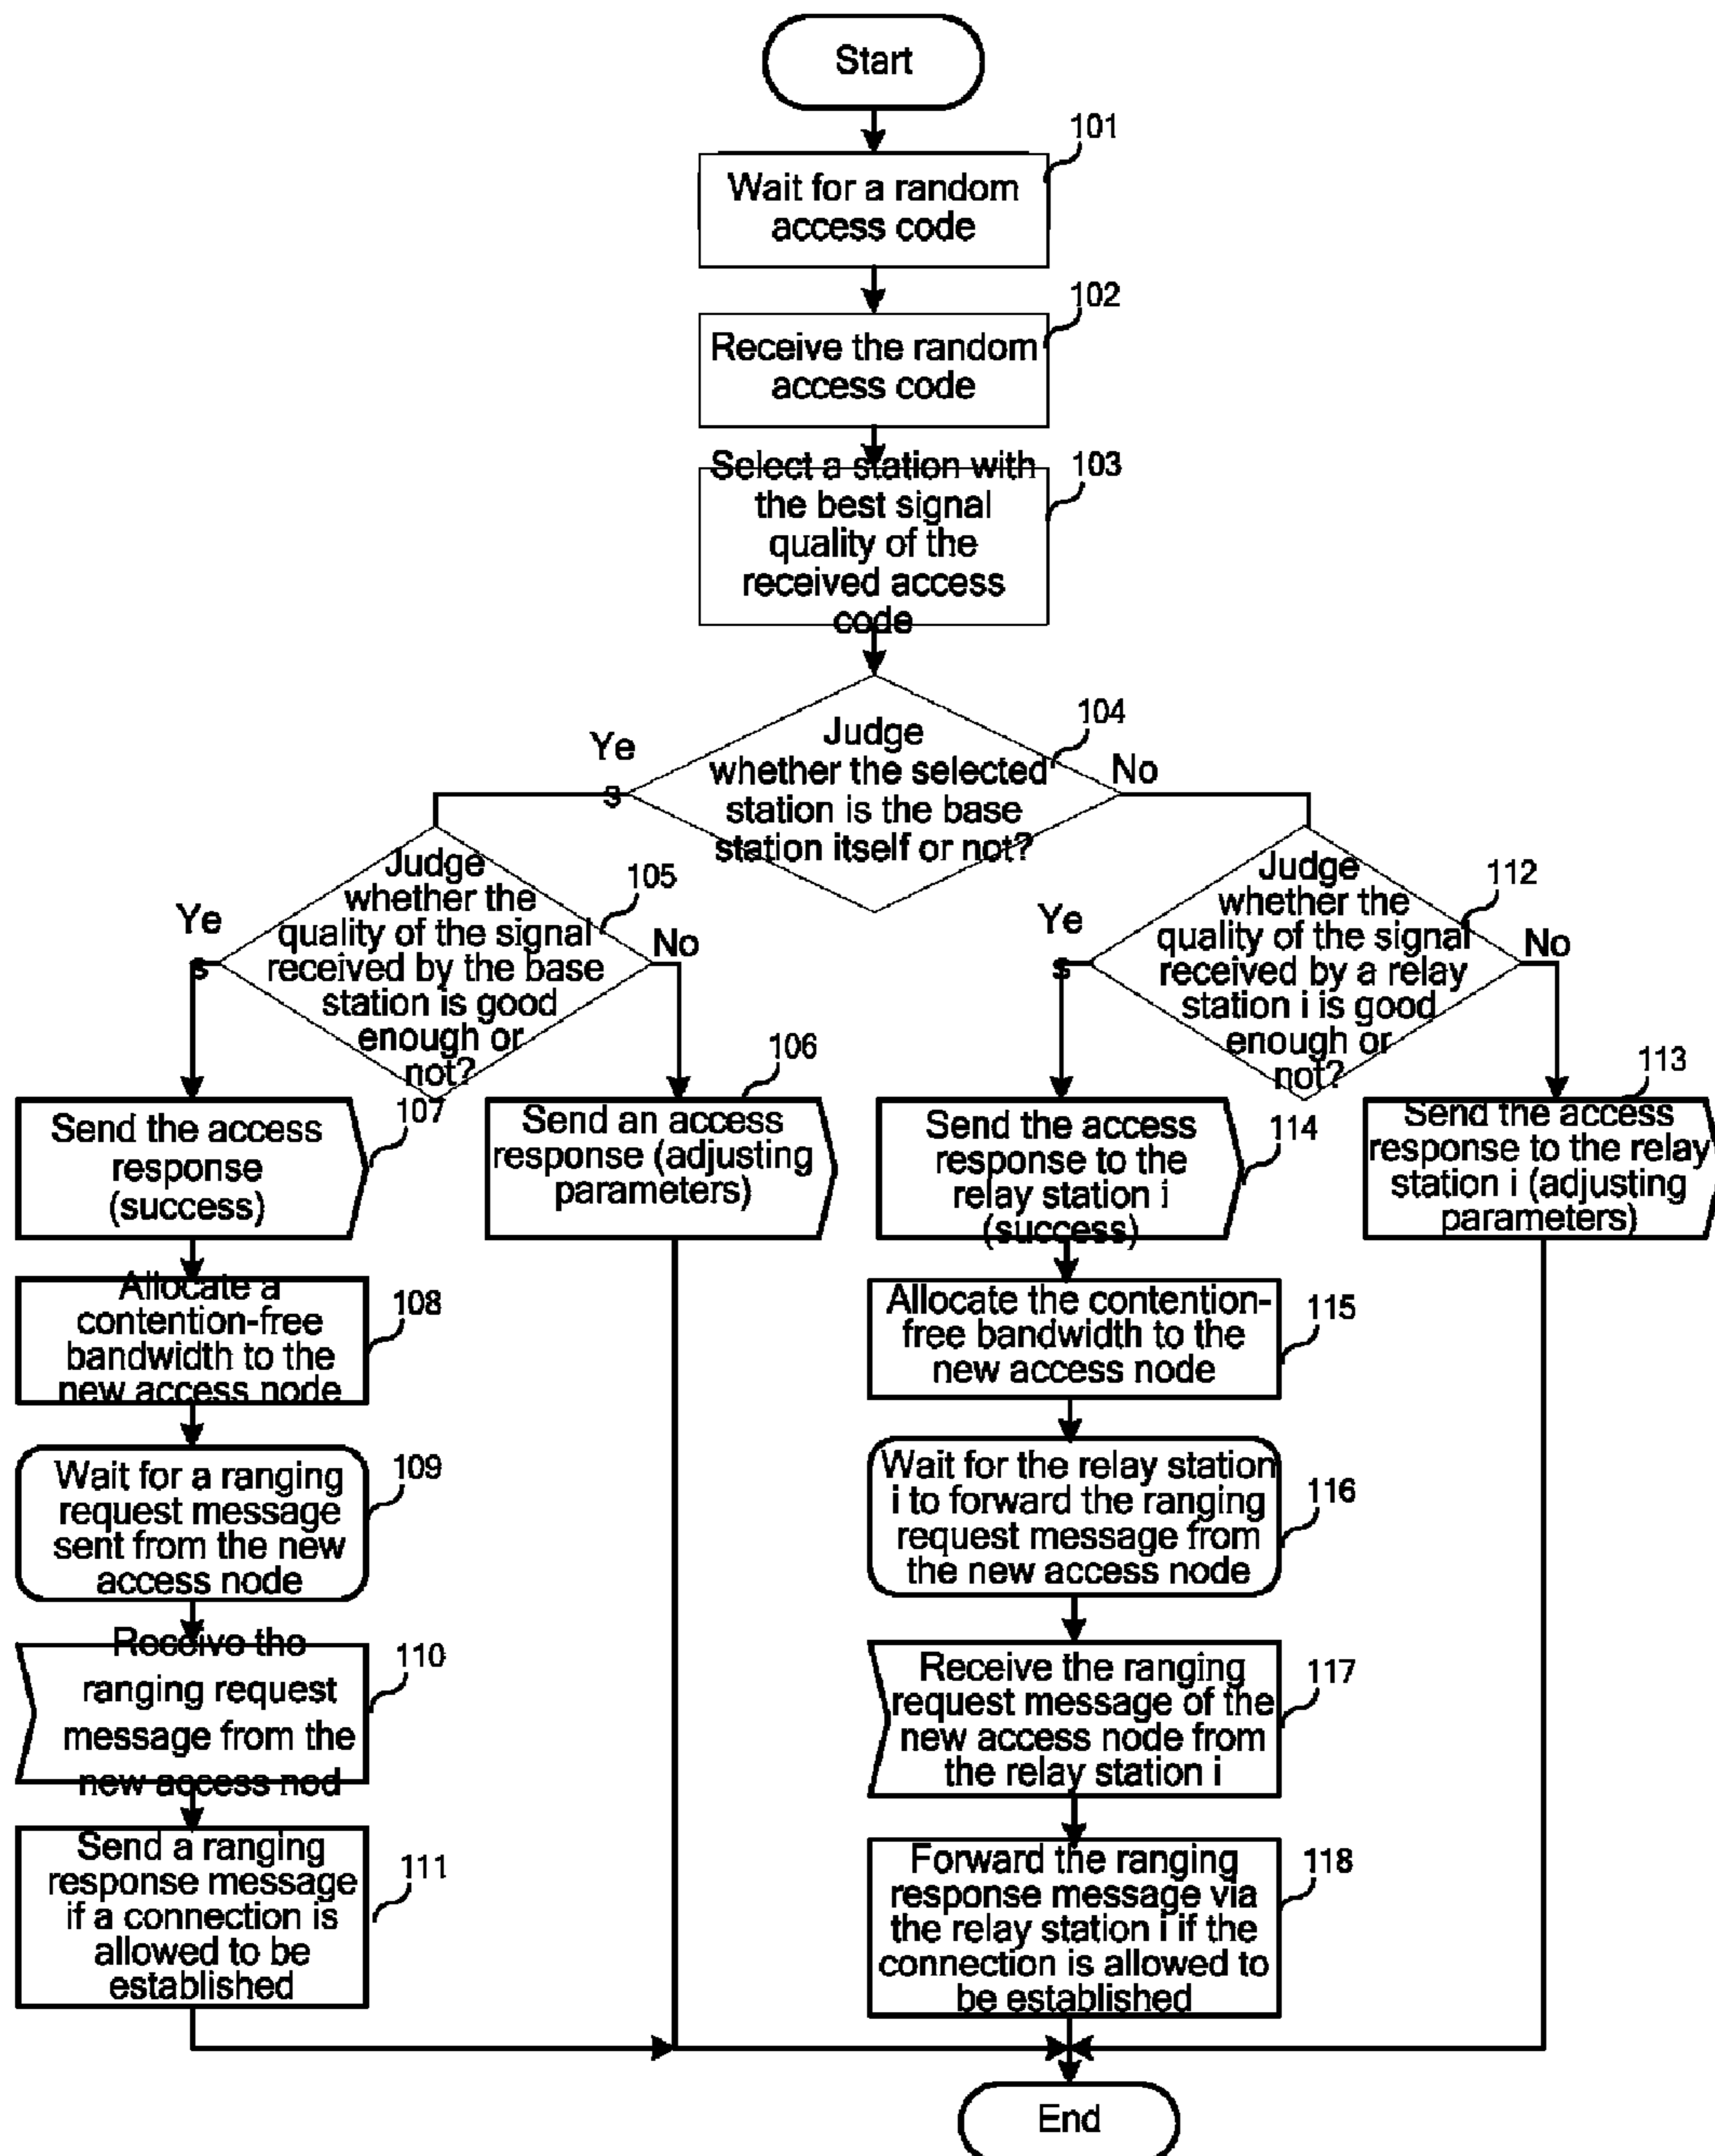 Start
101
Wait for a random
access code
102
Receive the random
access code
103
Select a station with
the best signal
quality of the
received access
code
104
Judge
whether the selected
station is the base
station itself or not?
Ye
s
No
105
Judge
whether the
quality of the signal
received by the base
station is good
enough or
not?
Ye
s
No
112
Judge
whether the
quality of the signal
received by a relay
station i is good
enough or
not?
Ye
s
No
107
Send the access
response
(success)
106
Send an access
response (adjusting
parameters)
114
Send the access
response to the
relay station i
(success)
113
Send the access
response to the relay
station i (adjusting
parameters)
108
Allocate a
contention-free
bandwidth to the
new access node
115
Allocate the contention-
free bandwidth to the
new access node
109
Wait for a ranging
request message
sent from the new
access node
116
Wait for the relay station
i to forward the ranging
request message from
the new access node
110
Receive the
ranging request
message from the
new access nod
117
Receive the ranging
request message of the
new access node from
the relay station i
111
Send a ranging
response message
if a connection is
allowed to be
established
118
Forward the ranging
response message via
the relay station i if the
connection is allowed to
be established
End